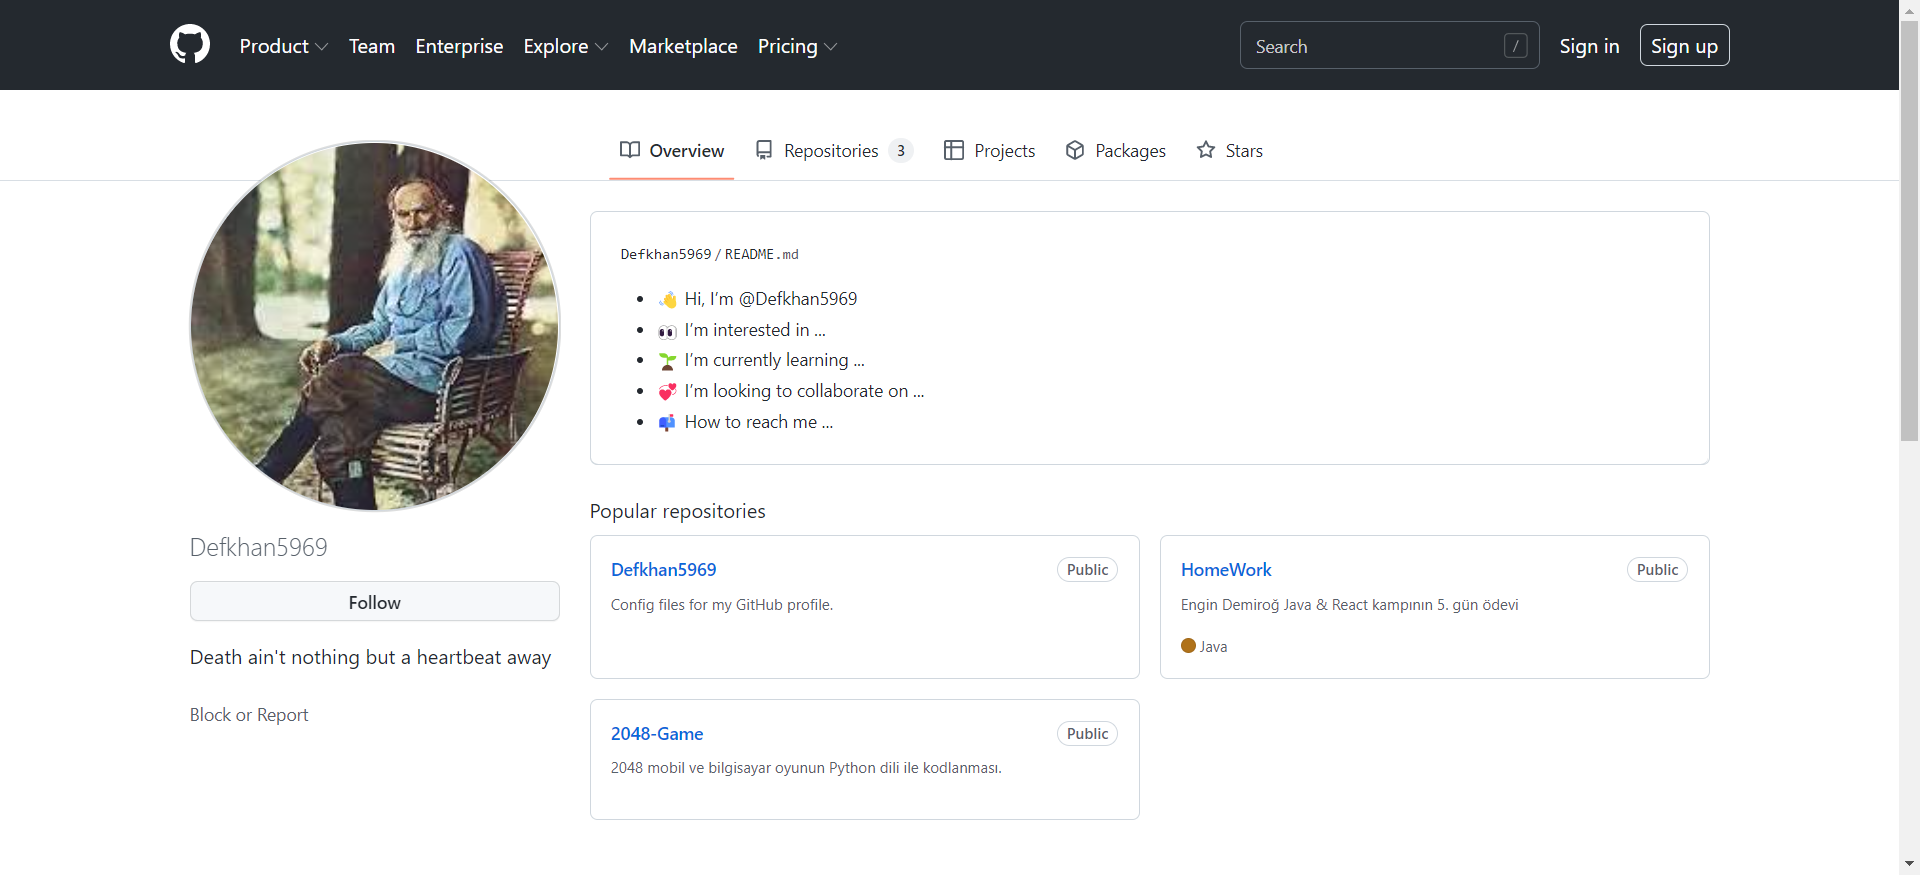 Product Team Enterprise Explore Marketplace Pricing Search / Sign in Sign up
Overview Repositories 3 Projects Packages Stars
Defkhan5969
Follow
Death ain't nothing but a heartbeat away
Block or Report
Defkhan5969 / README.md
👋 Hi, I’m @Defkhan5969
👀 I’m interested in ...
🌱 I’m currently learning ...
💞️ I’m looking to collaborate on ...
📫 How to reach me ...
Popular repositories
Defkhan5969 Public
Config files for my GitHub profile.
HomeWork Public
Engin Demiroğ Java & React kampının 5. gün ödevi
Java
2048-Game Public
2048 mobil ve bilgisayar oyunun Python dili ile kodlanması.